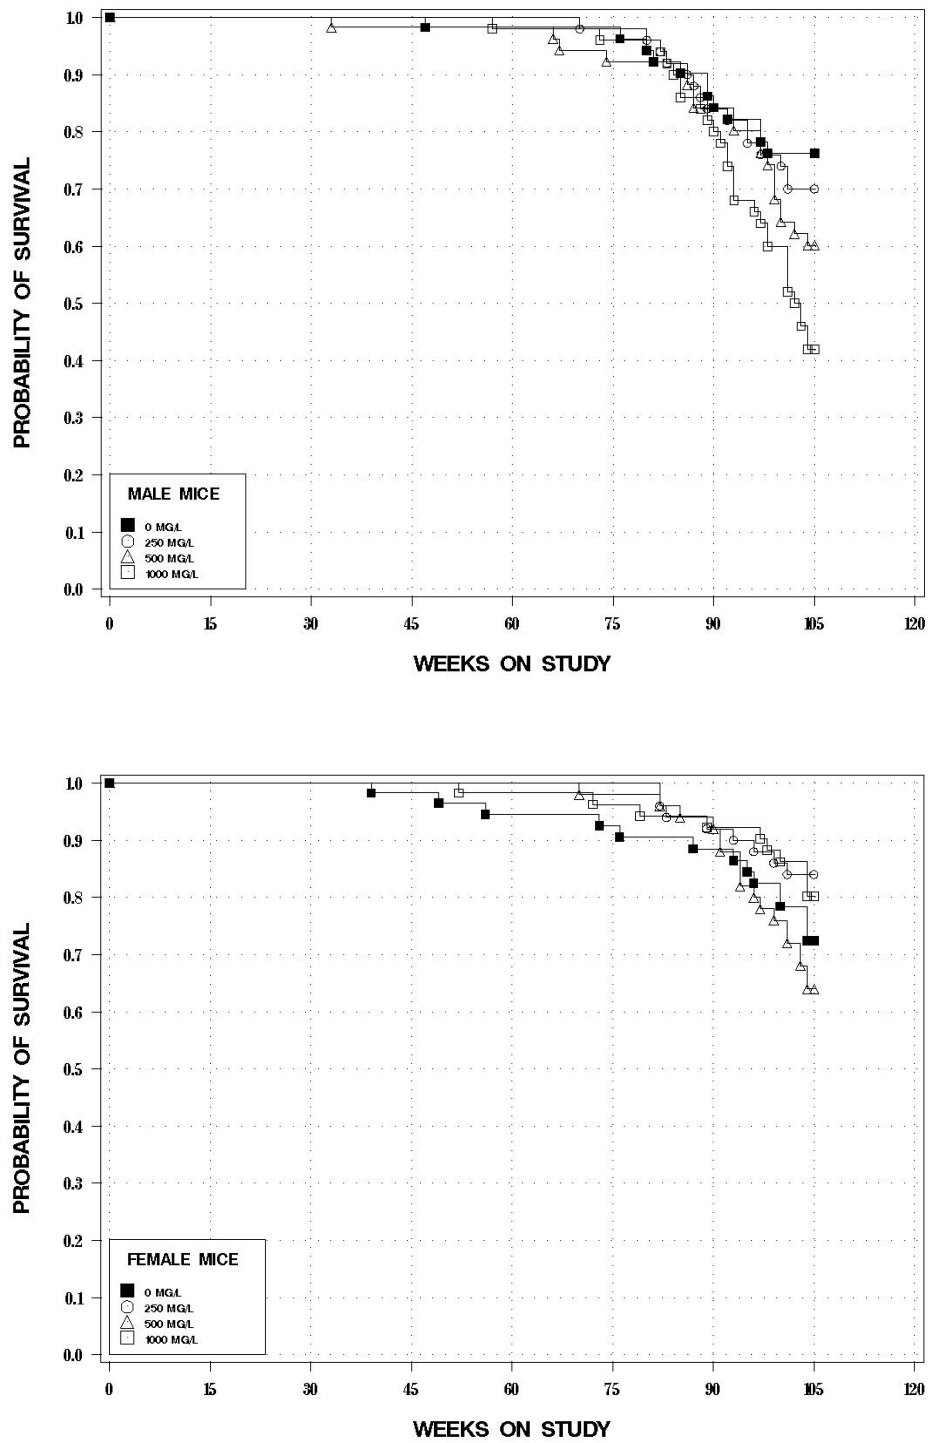 1.0
0.9
0.8
0.7
0.6
0.5
0.4
0.3
0.2
0.1
0.0
PROBABILITY OF SURVIVAL
MALE MICE
0 MG/L
250 MG/L
500 MG/L
1000 MG/L
0 15 30 45 60 75 90 105 120
WEEKS ON STUDY
1.0
0.9
0.8
0.7
0.6
0.5
0.4
0.3
0.2
0.1
0.0
PROBABILITY OF SURVIVAL
FEMALE MICE
0 MG/L
250 MG/L
500 MG/L
1000 MG/L
0 15 30 45 60 75 90 105 120
WEEKS ON STUDY